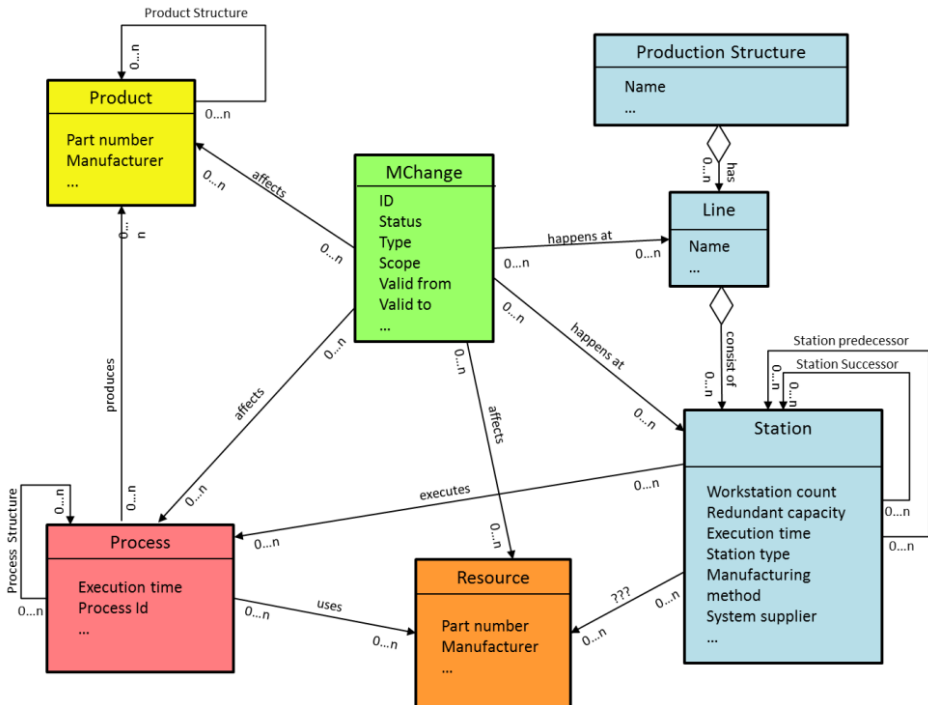 Product Structure
0...n
0...n
Product
Part number
Manufacturer
...
0...n
0...n
affects
0...n
MChange
ID
Status
Type
Scope
Valid from
Valid to
...
Production Structure
Name
...
has
0...n
Line
Name
...
happens at
0...n
0...n
consist of
0...n
0...n
happens at
0...n
Station predecessor
0...n
Station Successor
0...n
Station
Workstation count
Redundant capacity
Execution time
Station type
Manufacturing
method
System supplier
...
0...n
0...n
produces
0...n
0...n
affects
0...n
0...n
affects
0...n
executes
0...n
0...n
Process Structure
0...n
0...n
Process
Execution time
Process Id
...
0...n
uses
0...n
Resource
Part number
Manufacturer
...
???
0...n
0...n